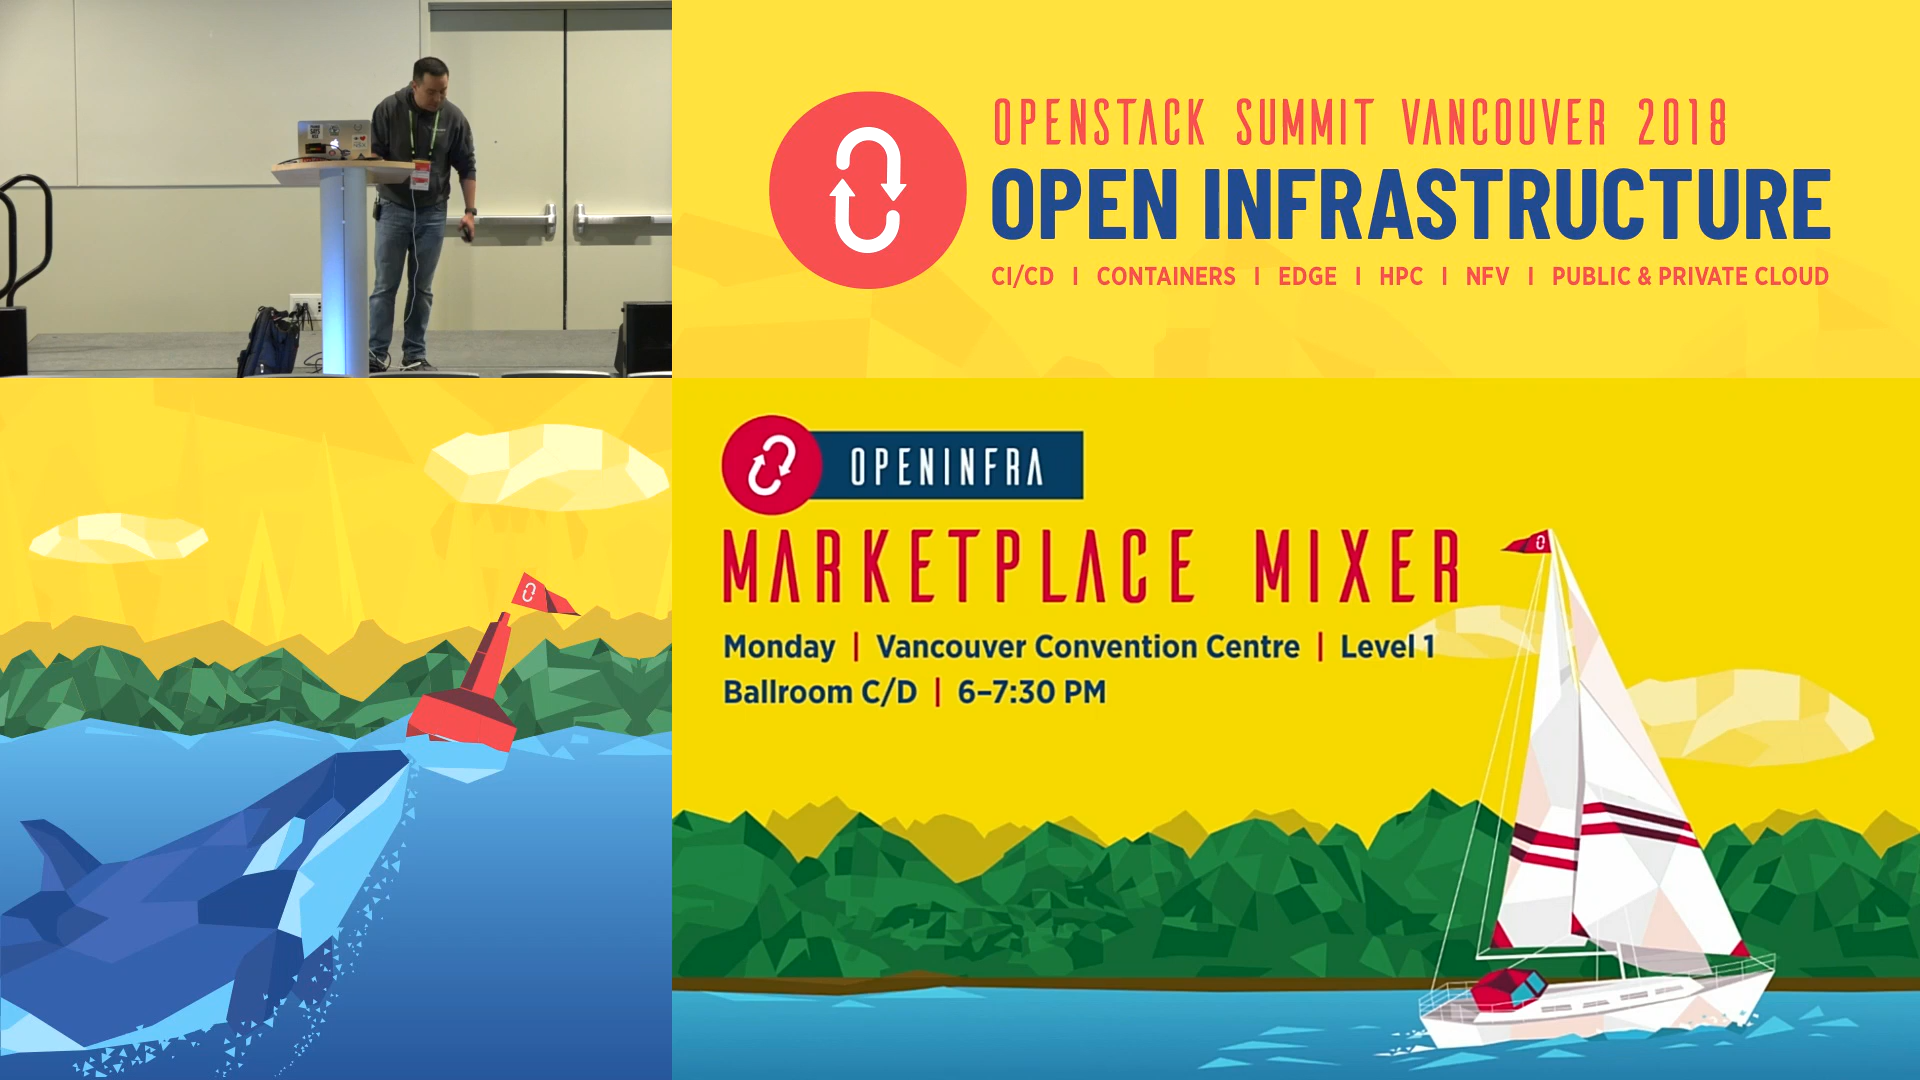 OPENSTACK SUMMIT VANCOUVER 2018
OPEN INFRASTRUCTURE
CI/CD | CONTAINERS | EDGE | HPC | NFV | PUBLIC & PRIVATE CLOUD
OPENINFRA
MARKETPLACE MIXER
Monday | Vancouver Convention Centre | Level 1
Ballroom C/D | 6–7:30 PM